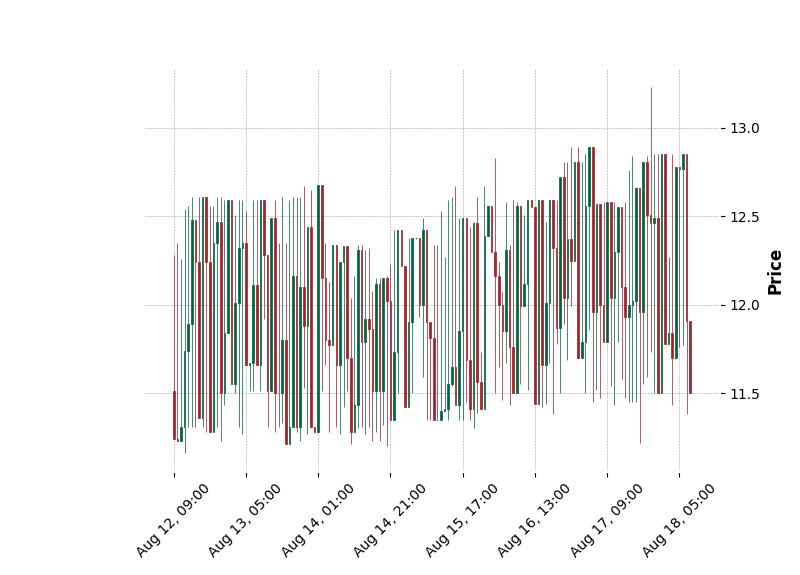 13.0
12.5
12.0
11.5
Price
Aug 12, 09:00
Aug 13, 05:00
Aug 14, 01:00
Aug 14, 21:00
Aug 15, 17:00
Aug 16, 13:00
Aug 17, 09:00
Aug 18, 05:00